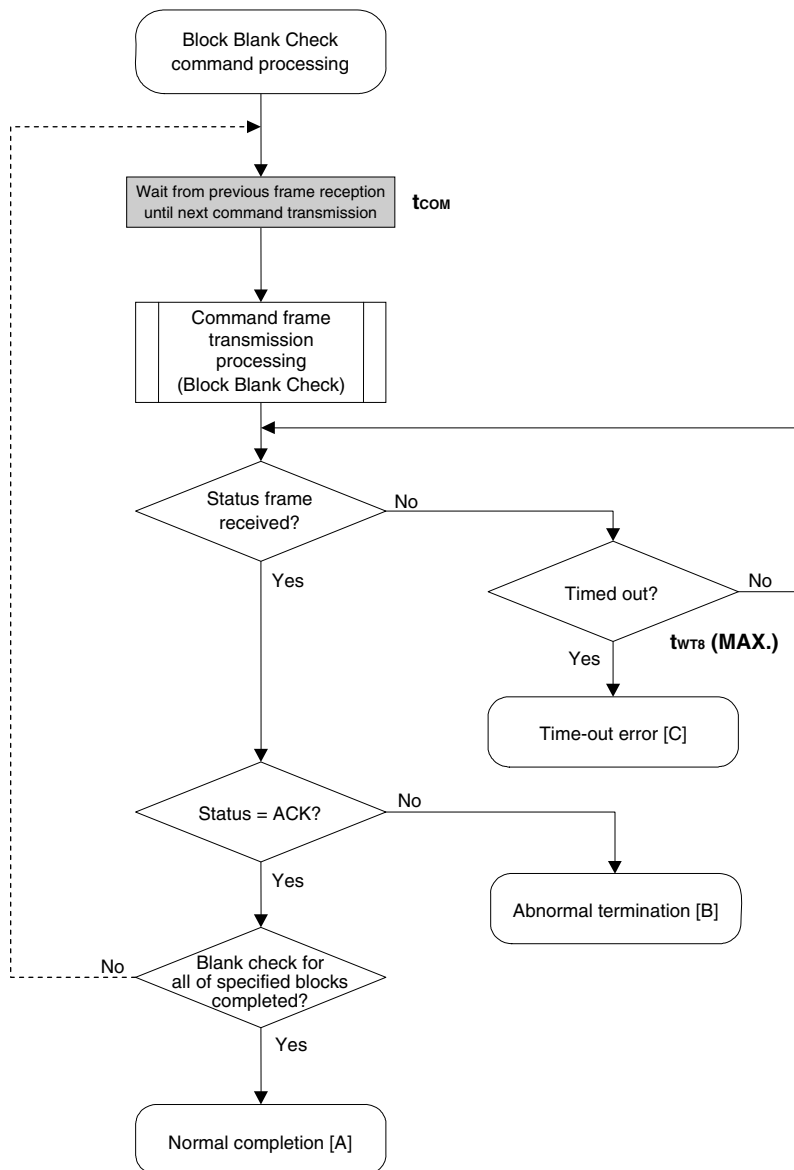 Block Blank Check
command processing
Wait from previous frame reception
until next command transmission
tCOM
Command frame
transmission
processing
(Block Blank Check)
Status frame
received?
No
Yes
Timed out?
No
tWT8 (MAX.)
Yes
Time-out error [C]
Status = ACK?
No
Yes
Abnormal termination [B]
No
Blank check for
all of specified blocks
completed?
Yes
Normal completion [A]